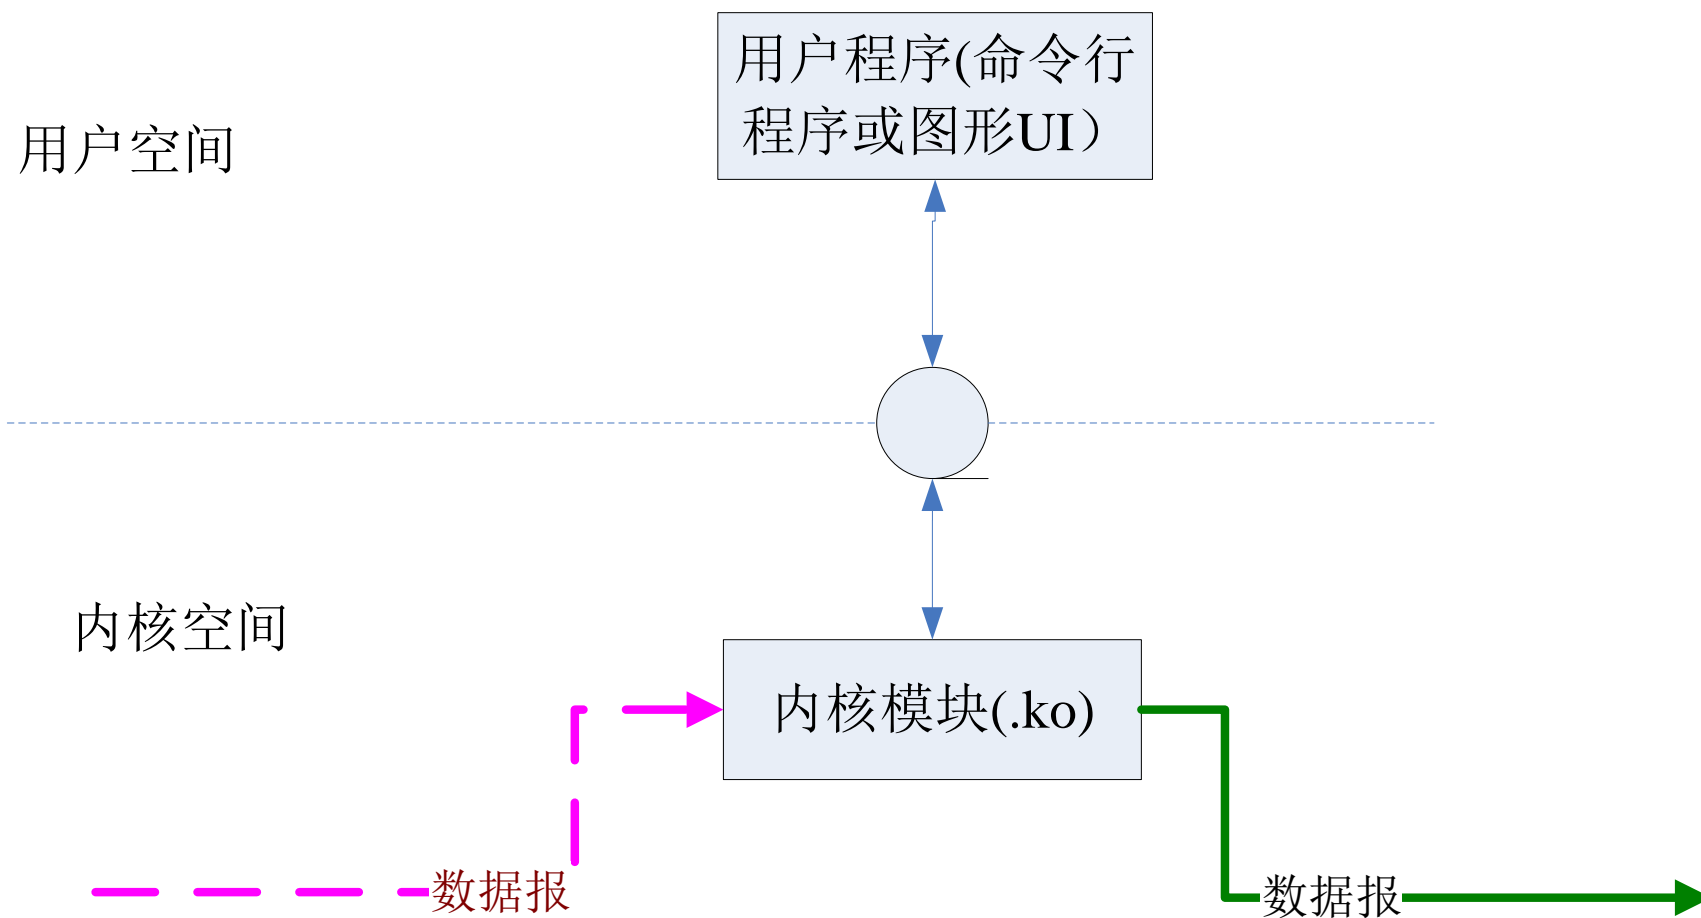 用户程序(命令行
程序或图形UI）
用户空间
内核空间
内核模块(.ko)
数据报
数据报